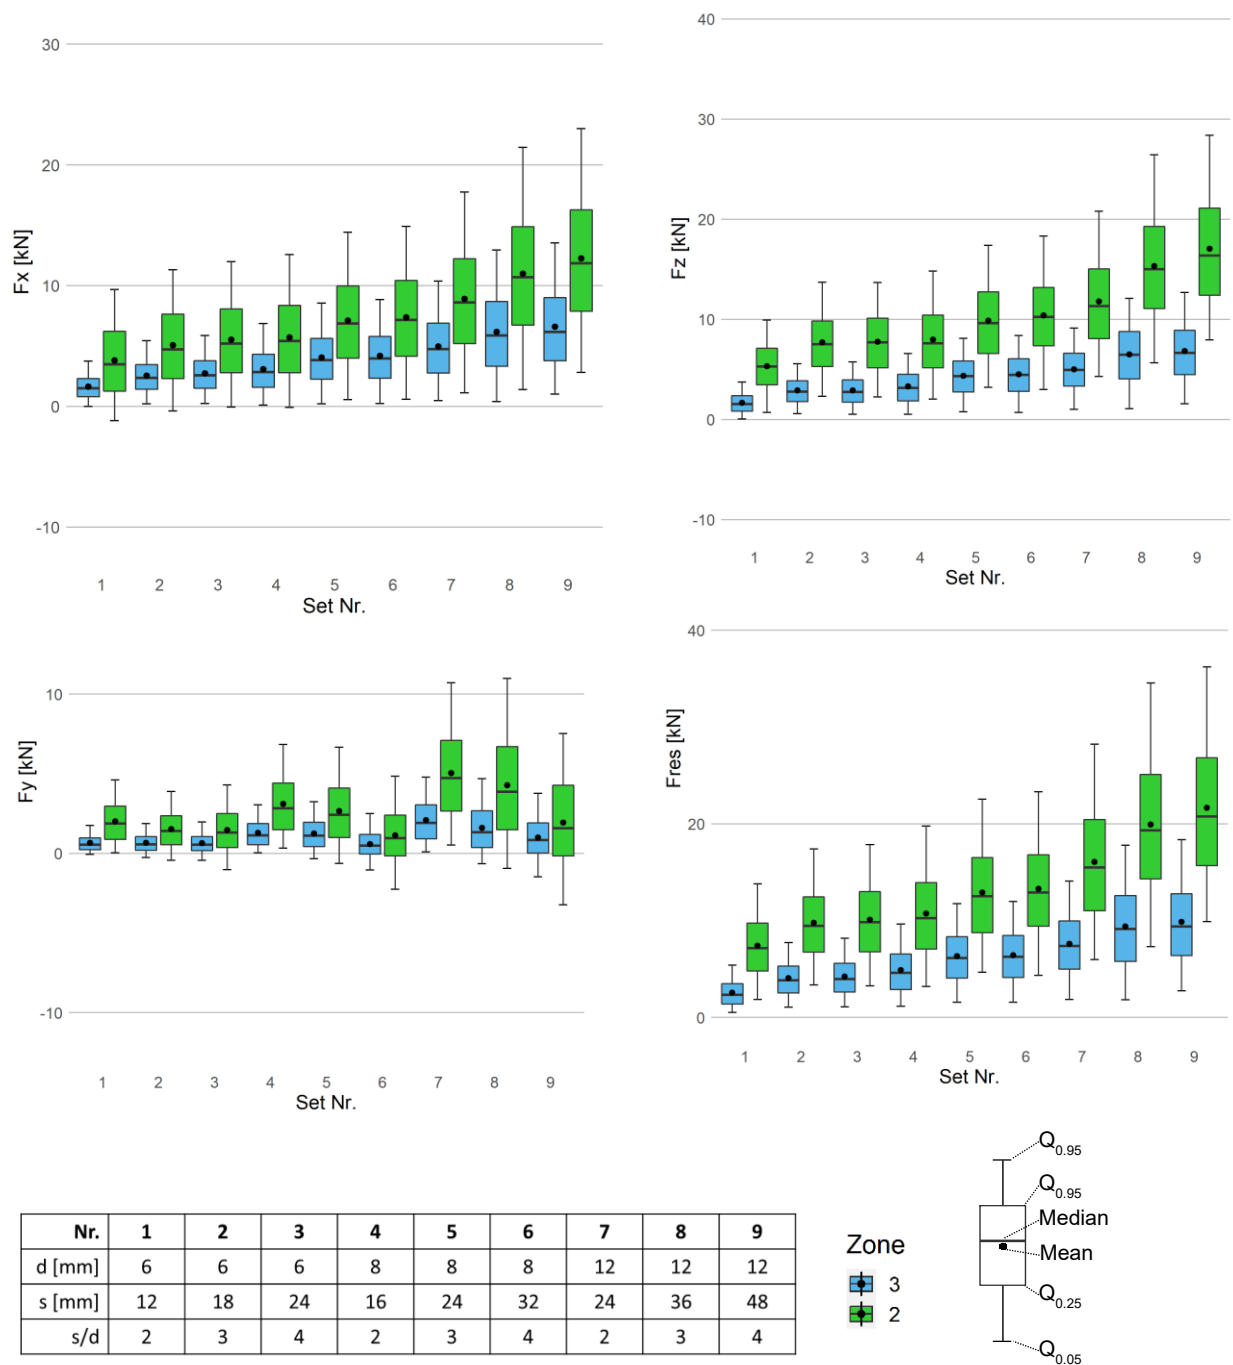 30
20
10
0
-10
Fx [kN]
1 2 3 4 5 6 7 8 9
Set Nr.
40
30
20
10
0
-10
Fz [kN]
1 2 3 4 5 6 7 8 9
Set Nr.
10
0
-10
Fy [kN]
1 2 3 4 5 6 7 8 9
Set Nr.
40
20
0
Fres [kN]
1 2 3 4 5 6 7 8 9
Set Nr.
Nr. 1 2 3 4 5 6 7 8 9
d [mm] 6 6 6 8 8 8 12 12 12
s [mm] 12 18 24 16 24 32 24 36 48
s/d 2 3 4 2 3 4 2 3 4
Zone
3
2
Q0.95
Q0.95
Median
Mean
Q0.25
Q0.05